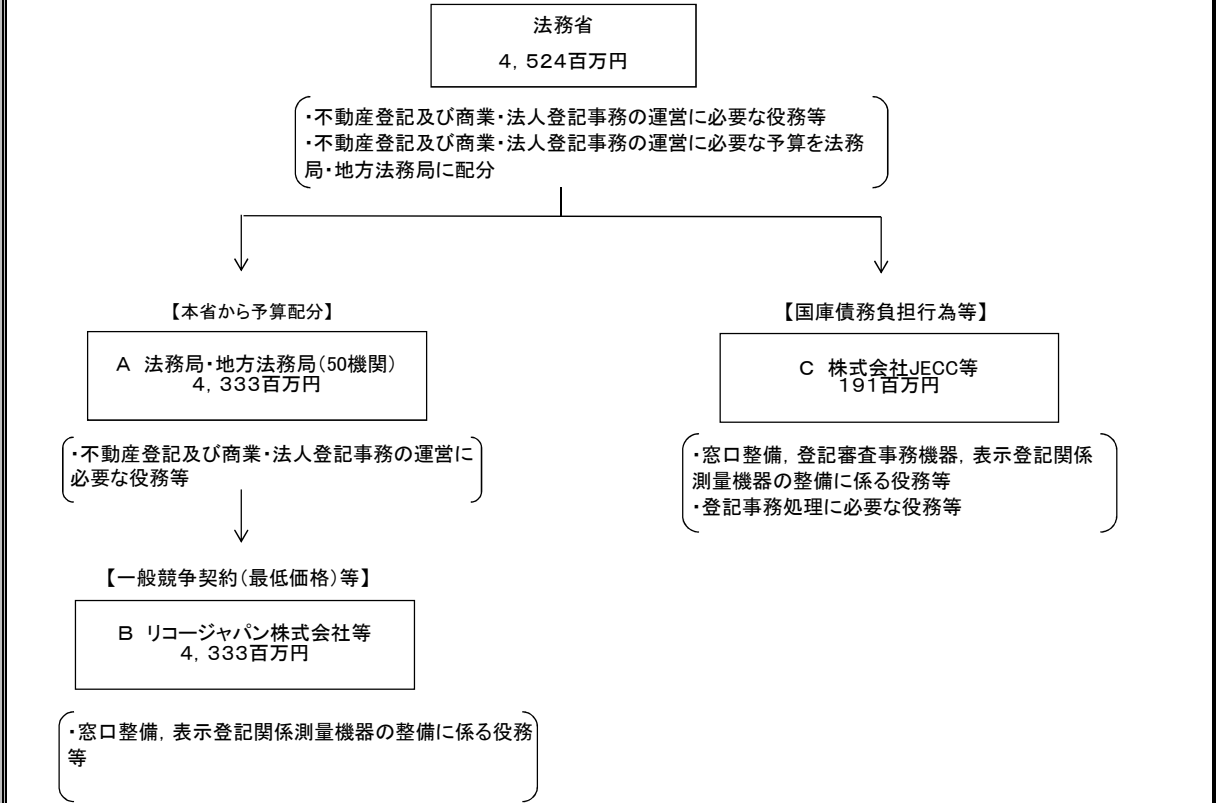 法務省
4，524百万円
・不動産登記及び商業・法人登記事務の運営に必要な役務等
・不動産登記及び商業・法人登記事務の運営に必要な予算を法務
局・地方法務局に配分
【本省から予算配分】
A 法務局・地方法務局（50機関）
4，333百万円
・不動産登記及び商業・法人登記事務の運営に
必要な役務等
【一般競争契約（最低価格）等】
B リコージャパン株式会社等
4，333百万円
・窓口整備，表示登記関係測量機器の整備に係る役務
等
【国庫債務負担行為等】
C 株式会社JECC等
191百万円
・窓口整備，登記審査事務機器，表示登記関係
測量機器の整備に係る役務等
・登記事務処理に必要な役務等